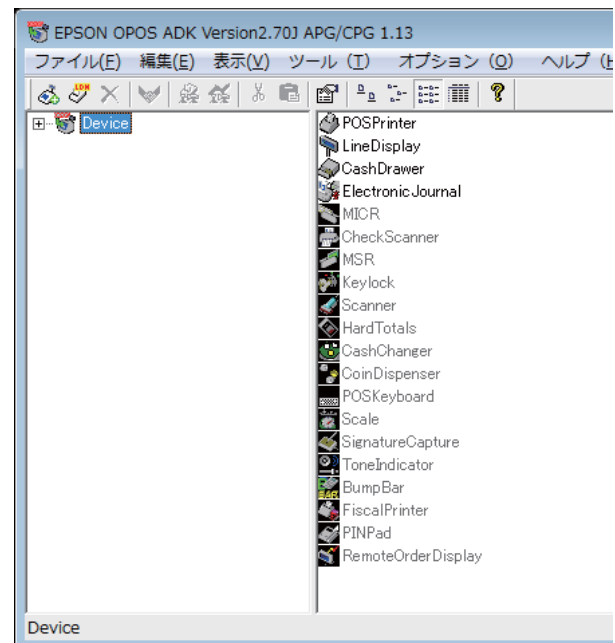 EPSON OPOS ADK Version2.70J APG/CPG 1.13
ファイル(F) 編集(E) 表示(V) ツール (T) オプション (O) ヘルプ (H
Device
POSPrinter
LineDisplay
CashDrawer
ElectronicJournal
MICR
CheckScanner
MSR
Keylock
Scanner
HardTotals
CashChanger
CoinDispenser
POSKeyboard
Scale
SignatureCapture
ToneIndicator
BumpBar
FiscalPrinter
PINPad
RemoteOrderDisplay
Device